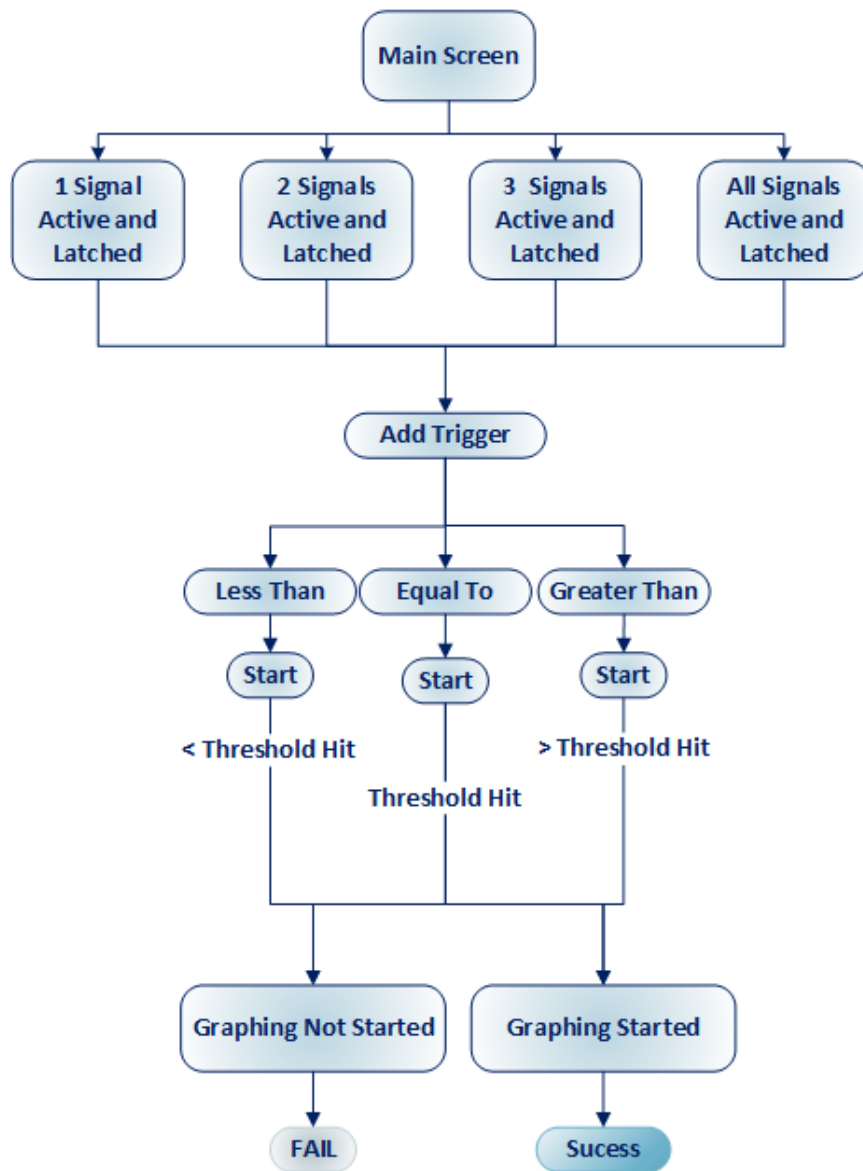 Main Screen
1 Signal
Active and
Latched
2 Signals
Active and
Latched
3 Signals
Active and
Latched
All Signals
Active and
Latched
Add Trigger
Less Than
Equal To
Greater Than
Start
Start
Start
< Threshold Hit
> Threshold Hit
Threshold Hit
Graphing Not Started
Graphing Started
FAIL
Sucess